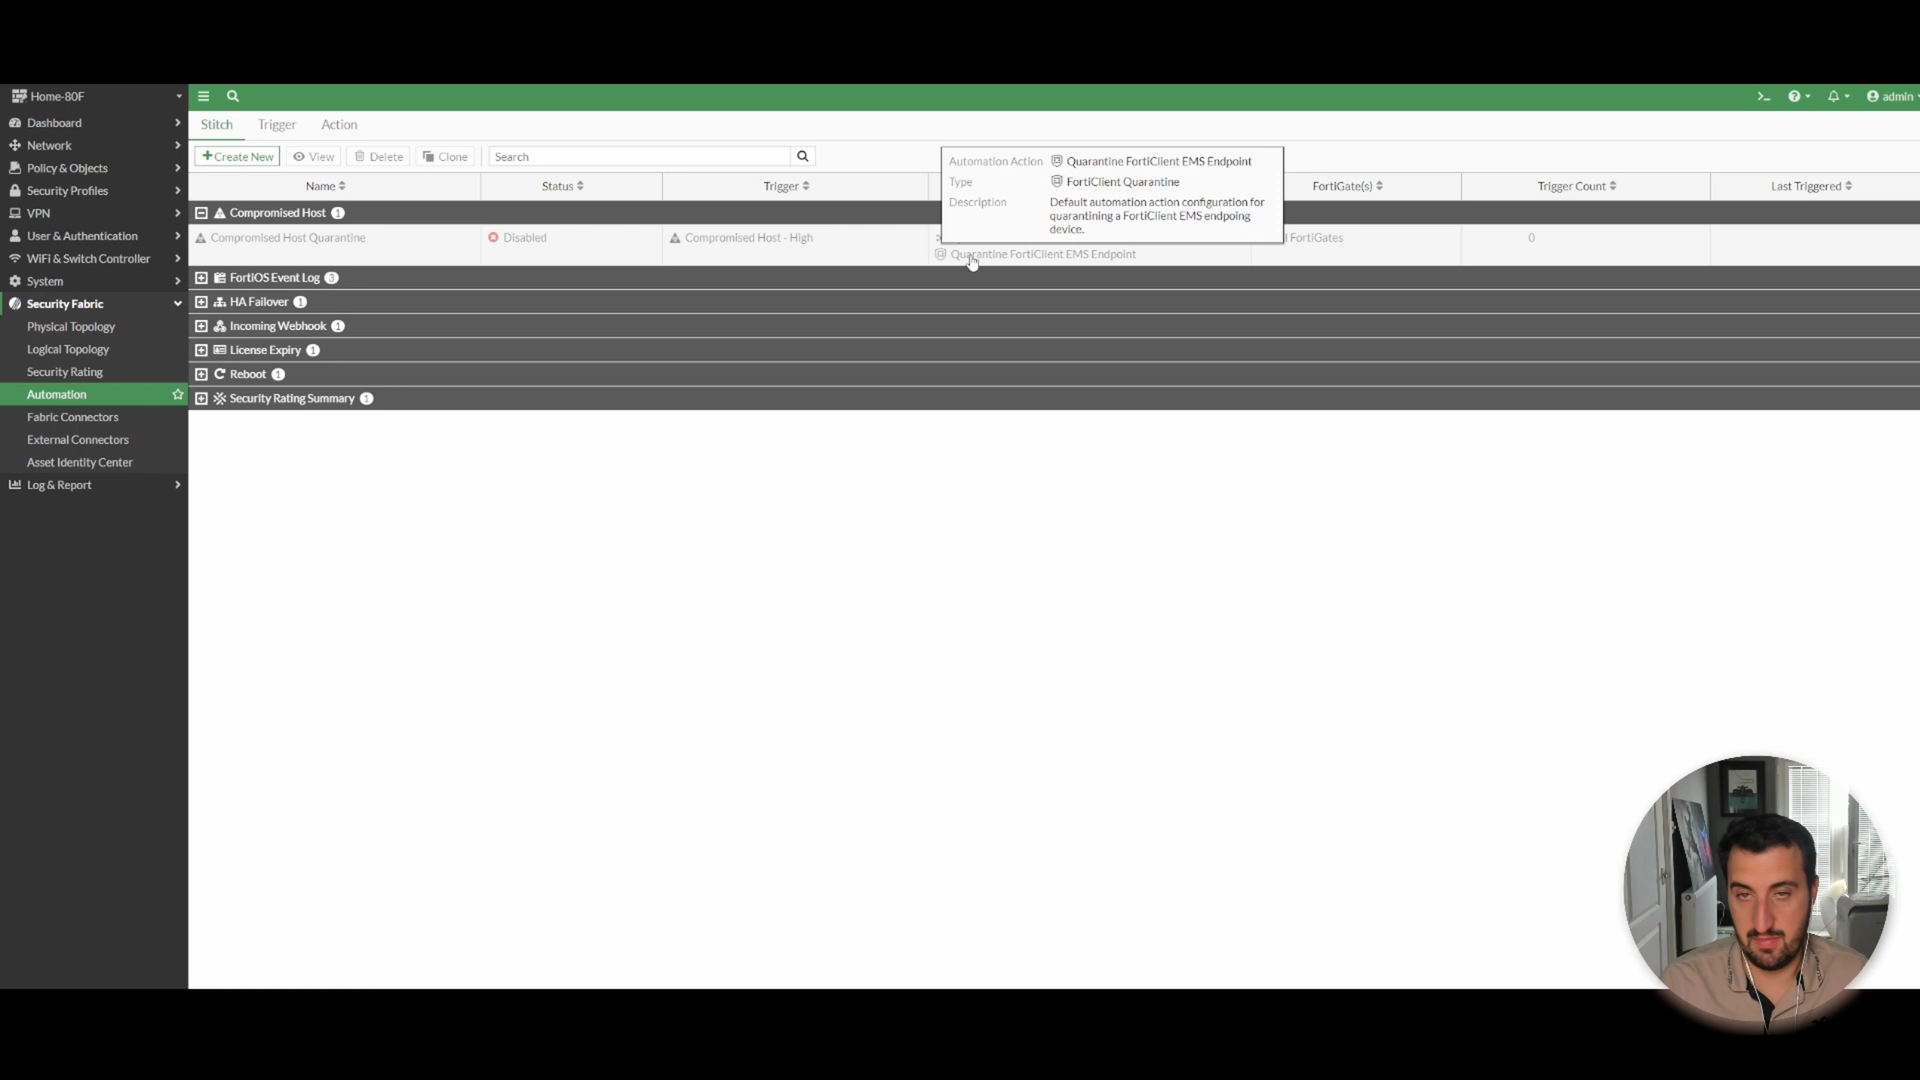 Home-80F
admin
Dashboard
Network
Policy & Objects
Security Profiles
VPN
User & Authentication
WiFi & Switch Controller
System
Security Fabric
Physical Topology
Logical Topology
Security Rating
Automation
Fabric Connectors
External Connectors
Asset Identity Center
Log & Report
Stitch Trigger Action
Create New View Delete Clone Search
Name Status Trigger FortiGate(s) Trigger Count Last Triggered
Automation Action Quarantine FortiClient EMS Endpoint
Type FortiClient Quarantine
Description Default automation action configuration for
quarantining a FortiClient EMS endpoing
device.
Compromised Host 1
Compromised Host Quarantine Disabled Compromised Host - High FortiGates 0
Quarantine FortiClient EMS Endpoint
FortiOS Event Log 3
HA Failover 1
Incoming Webhook 1
License Expiry 1
Reboot 1
Security Rating Summary 1